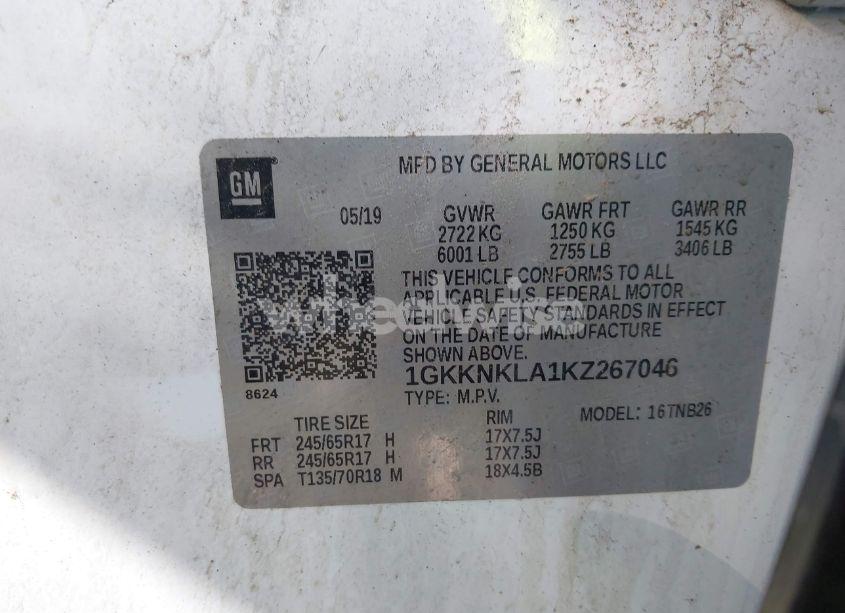 GM
MFD BY GENERAL MOTORS LLC
05/19 GVWR GAWR FRT GAWR RR
2722 KG 1250 KG 1545 KG
6001 LB 2755 LB 3406 LB
THIS VEHICLE CONFORMS TO ALL
APPLICABLE U.S. FEDERAL MOTOR
VEHICLE SAFETY STANDARDS IN EFFECT
ON THE DATE OF MANUFACTURE
SHOWN ABOVE.
1GKKNKLA1KZ267046
8624
TYPE: M.P.V.
TIRE SIZE RIM MODEL: 16TNB26
FRT 245/65R17 H 17X7.5J
RR 245/65R17 H 17X7.5J
SPA T135/70R18 M 18X4.5B